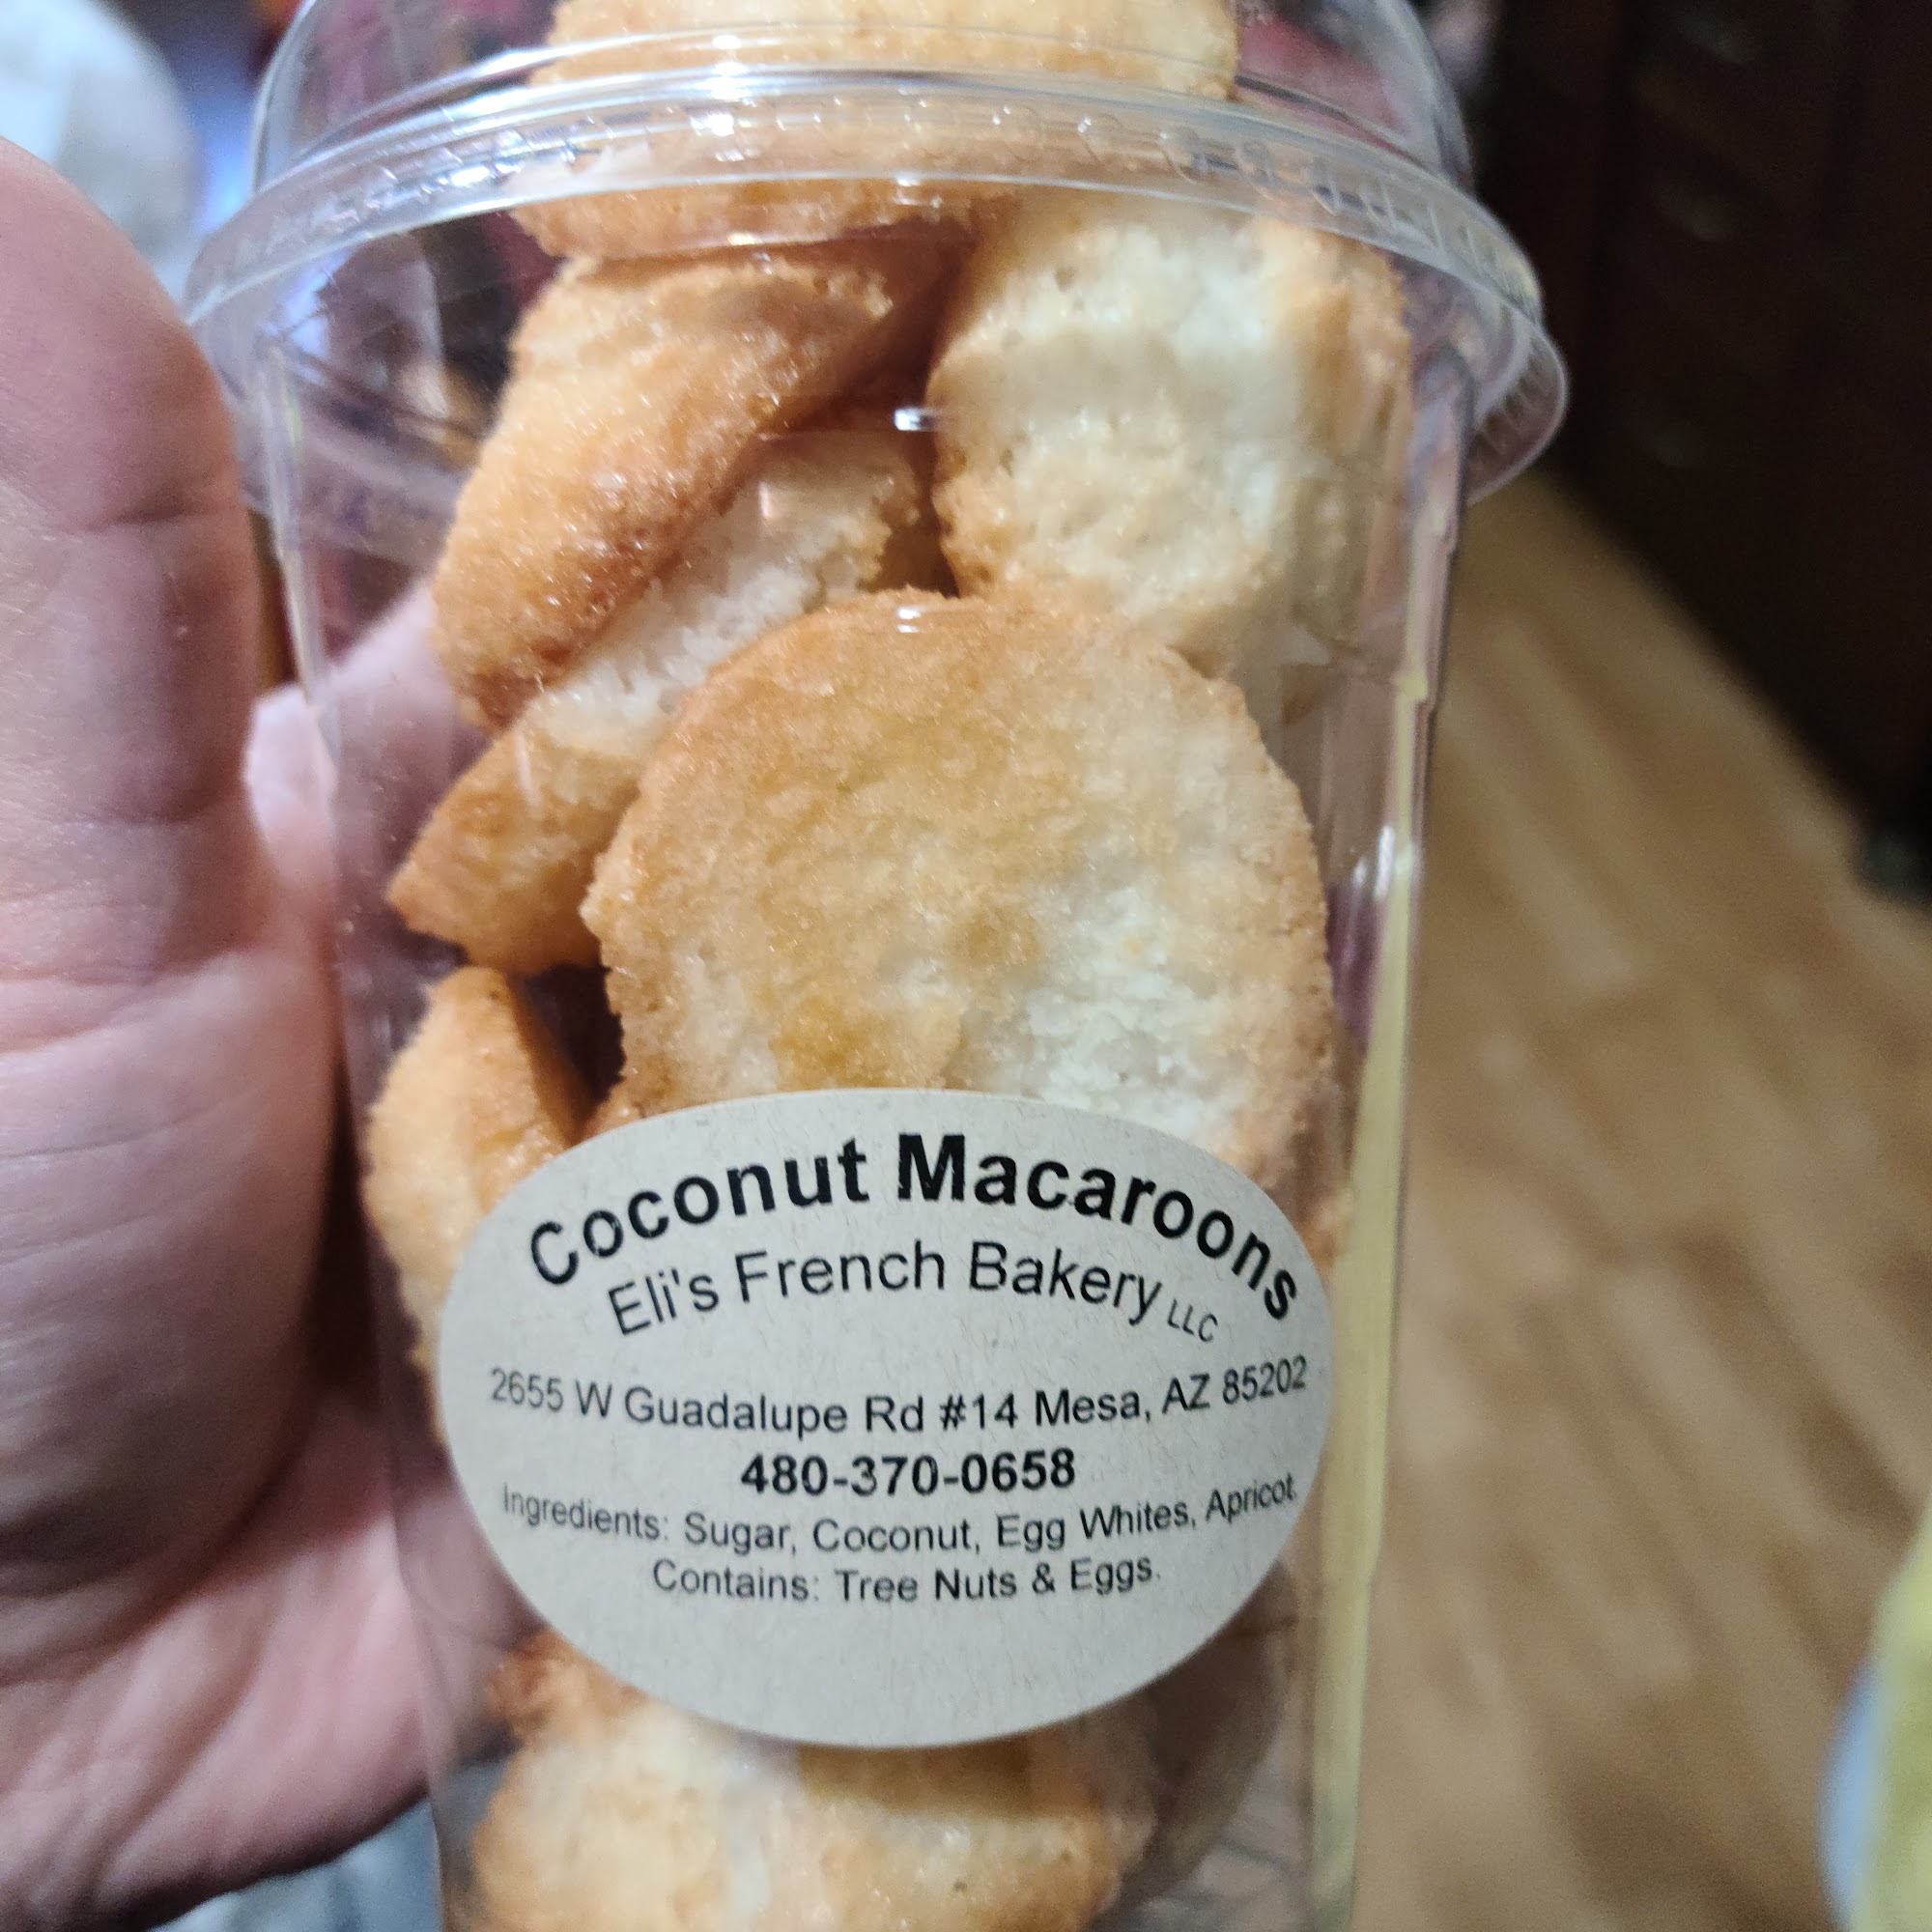 Coconut Macaroons
Eli's French Bakery LLC
2655 W Guadalupe Rd #14 Mesa, AZ 85202
480-370-0658
Ingredients: Sugar, Coconut, Egg Whites, Apricot.
Contains: Tree Nuts & Eggs.